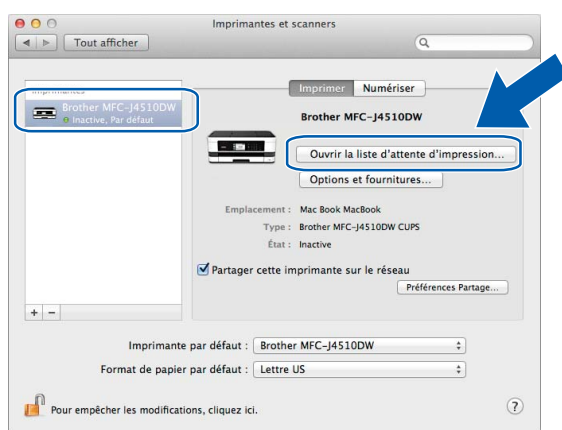 Imprimantes et scanners
Tout afficher
Imprimantes
Brother MFC-J4510DW
Inactive, Par défaut
Imprimer Numériser
Brother MFC-J4510DW
Ouvrir la liste d'attente d'impression...
Options et fournitures...
Emplacement : Mac Book MacBook
Type : Brother MFC-J4510DW CUPS
État : Inactive
Partager cette imprimante sur le réseau
Préférences Partage...
+ −
Imprimante par défaut : Brother MFC-J4510DW
Format de papier par défaut : Lettre US
Pour empêcher les modifications, cliquez ici.
?